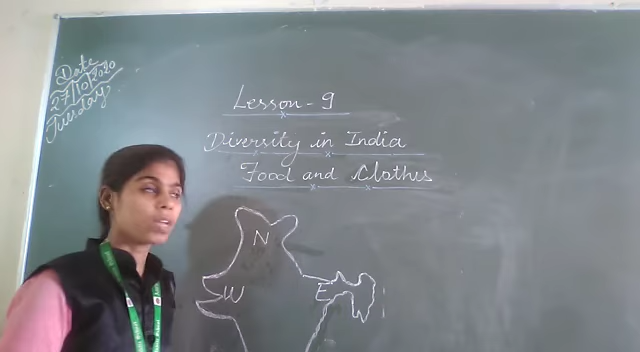 Date
27/10/2020
Tuesday
Lesson - 9
Diversity in India
Food and Clothes
N
W
E